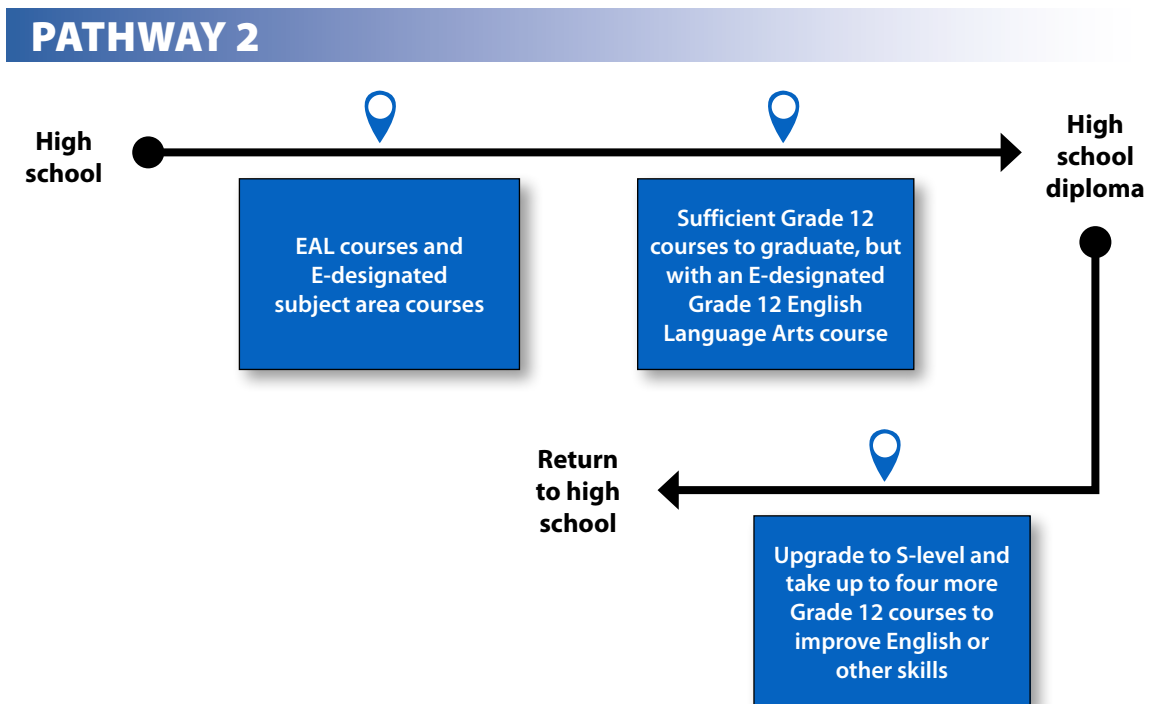 PATHWAY 2
High
school
EAL courses and
E-designated
subject area courses
Sufficient Grade 12
courses to graduate, but
with an E-designated
Grade 12 English
Language Arts course
High
school
diploma
Return
to high
school
Upgrade to S-level and
take up to four more
Grade 12 courses to
improve English or
other skills